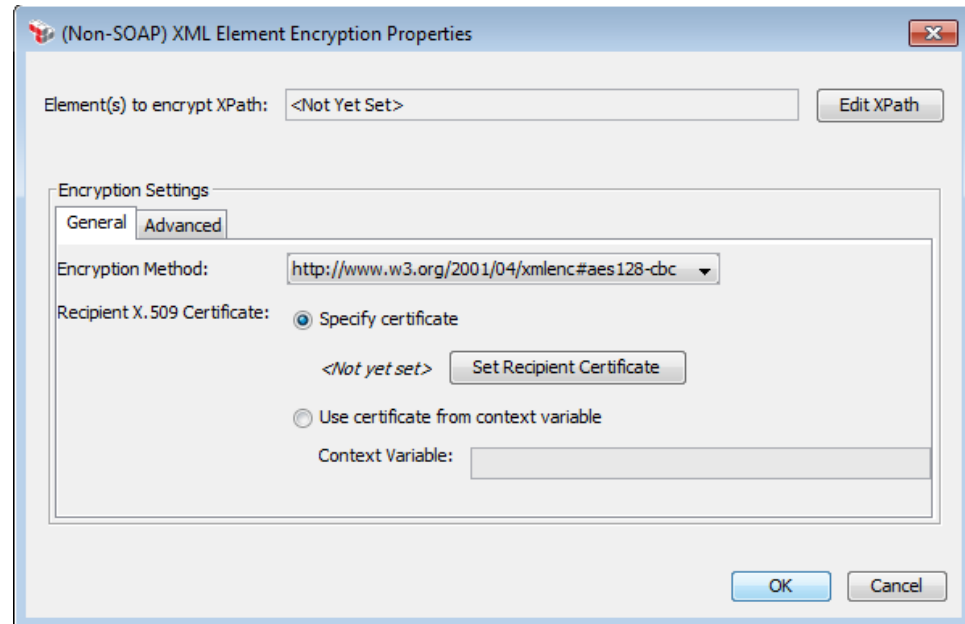 (Non-SOAP) XML Element Encryption Properties
Element(s) to encrypt XPath: <Not Yet Set> Edit XPath
Encryption Settings
General Advanced
Encryption Method: http://www.w3.org/2001/04/xmlenc#aes128-cbc
Recipient X.509 Certificate: Specify certificate
<Not yet set> Set Recipient Certificate
Use certificate from context variable
Context Variable:
OK Cancel